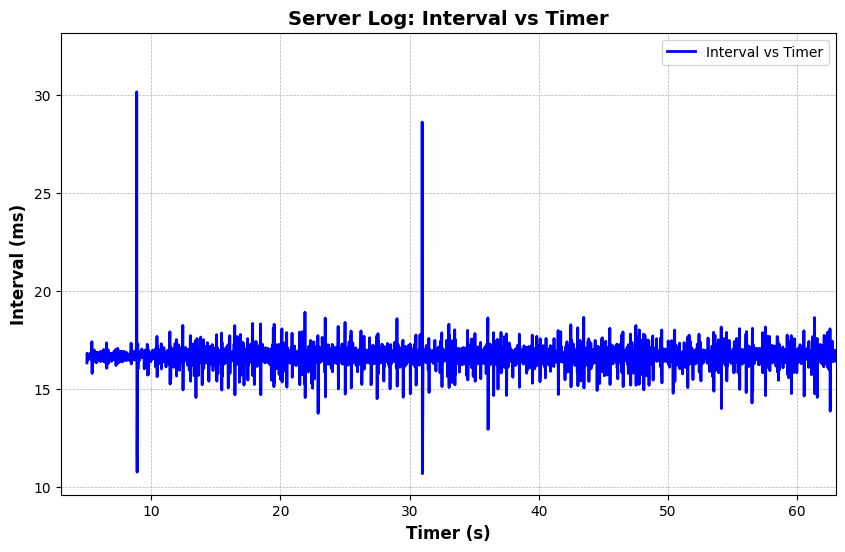 Server Log: Interval vs Timer
Interval vs Timer
Interval (ms)
30
25
20
15
10
10 20 30 40 50 60
Timer (s)